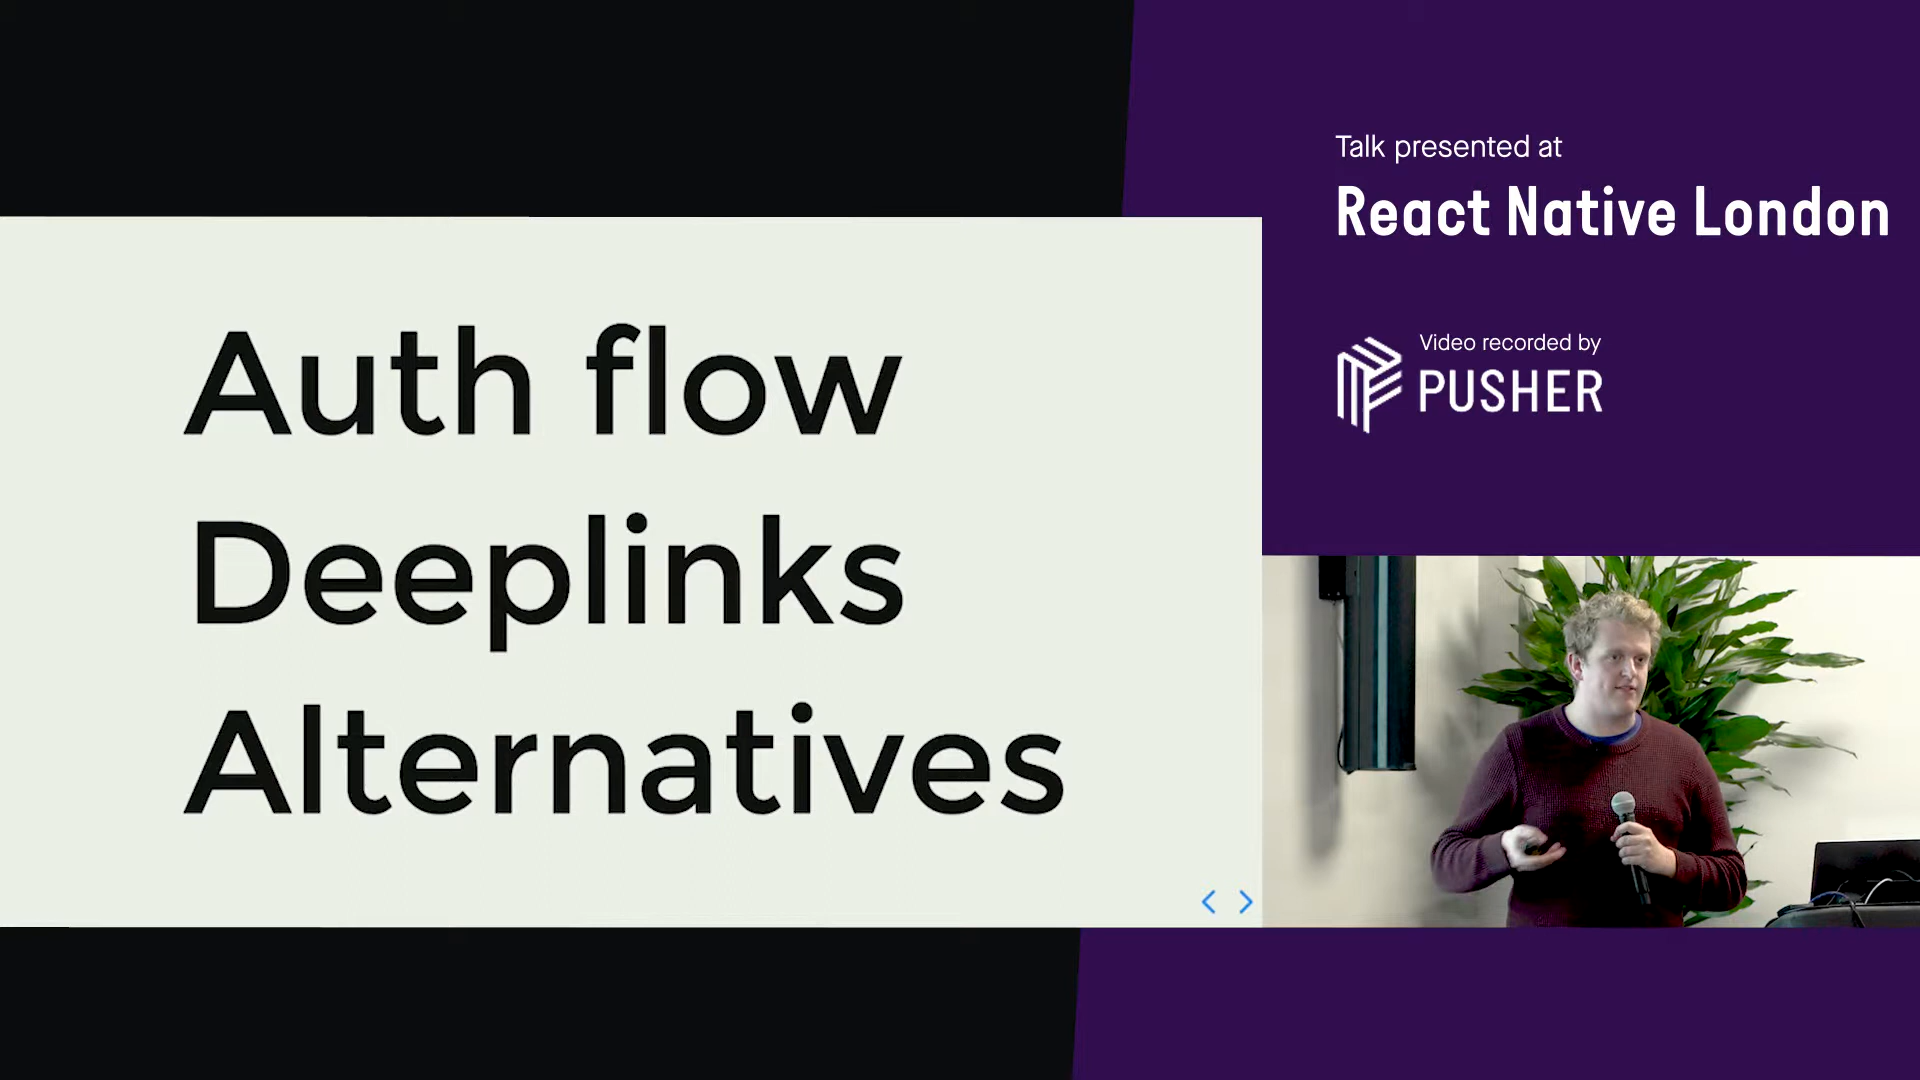 Auth flow
Deeplinks
Alternatives
Talk presented at
React Native London
Video recorded by
PUSHER